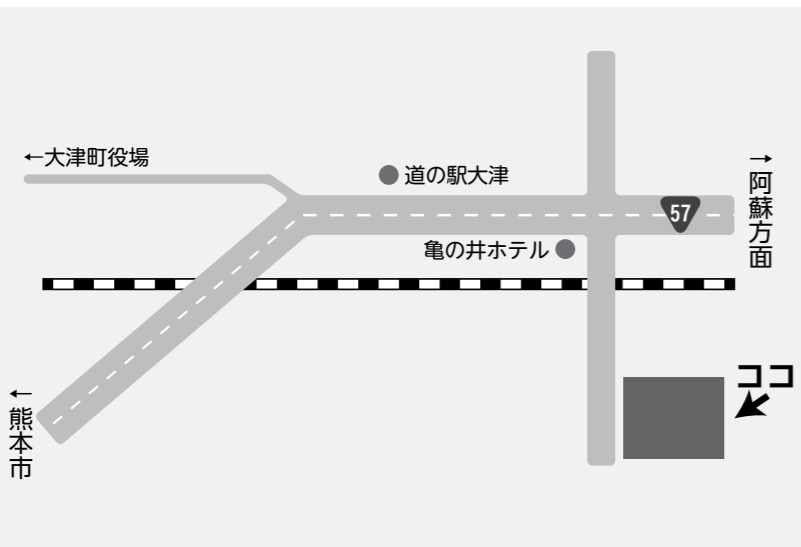 ←大津町役場
道の駅大津
→阿蘇方面
57
亀の井ホテル
ココ
←熊本市